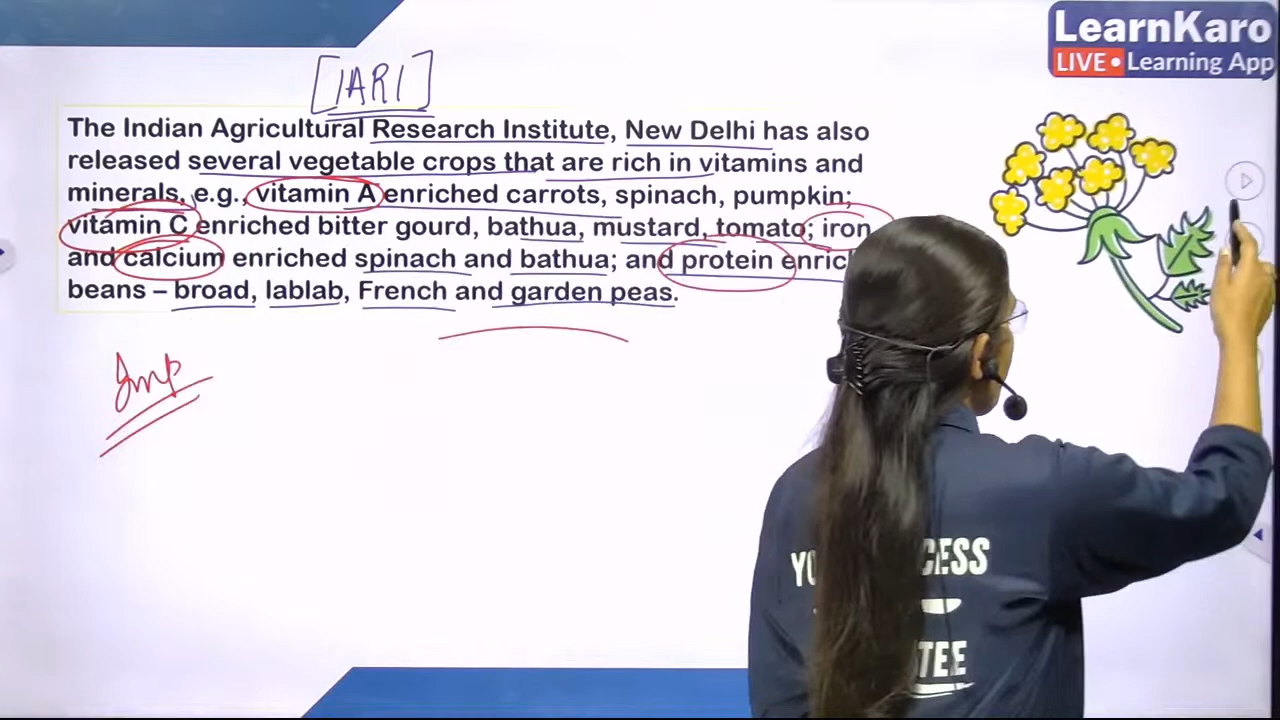 LearnKaro
LIVE • Learning App
[IARI]
The Indian Agricultural Research Institute, New Delhi has also
released several vegetable crops that are rich in vitamins and
minerals, e.g., vitamin A enriched carrots, spinach, pumpkin;
vitamin C enriched bitter gourd, bathua, mustard, tomato; iron
and calcium enriched spinach and bathua; and protein enric
beans – broad, lablab, French and garden peas.
Imp